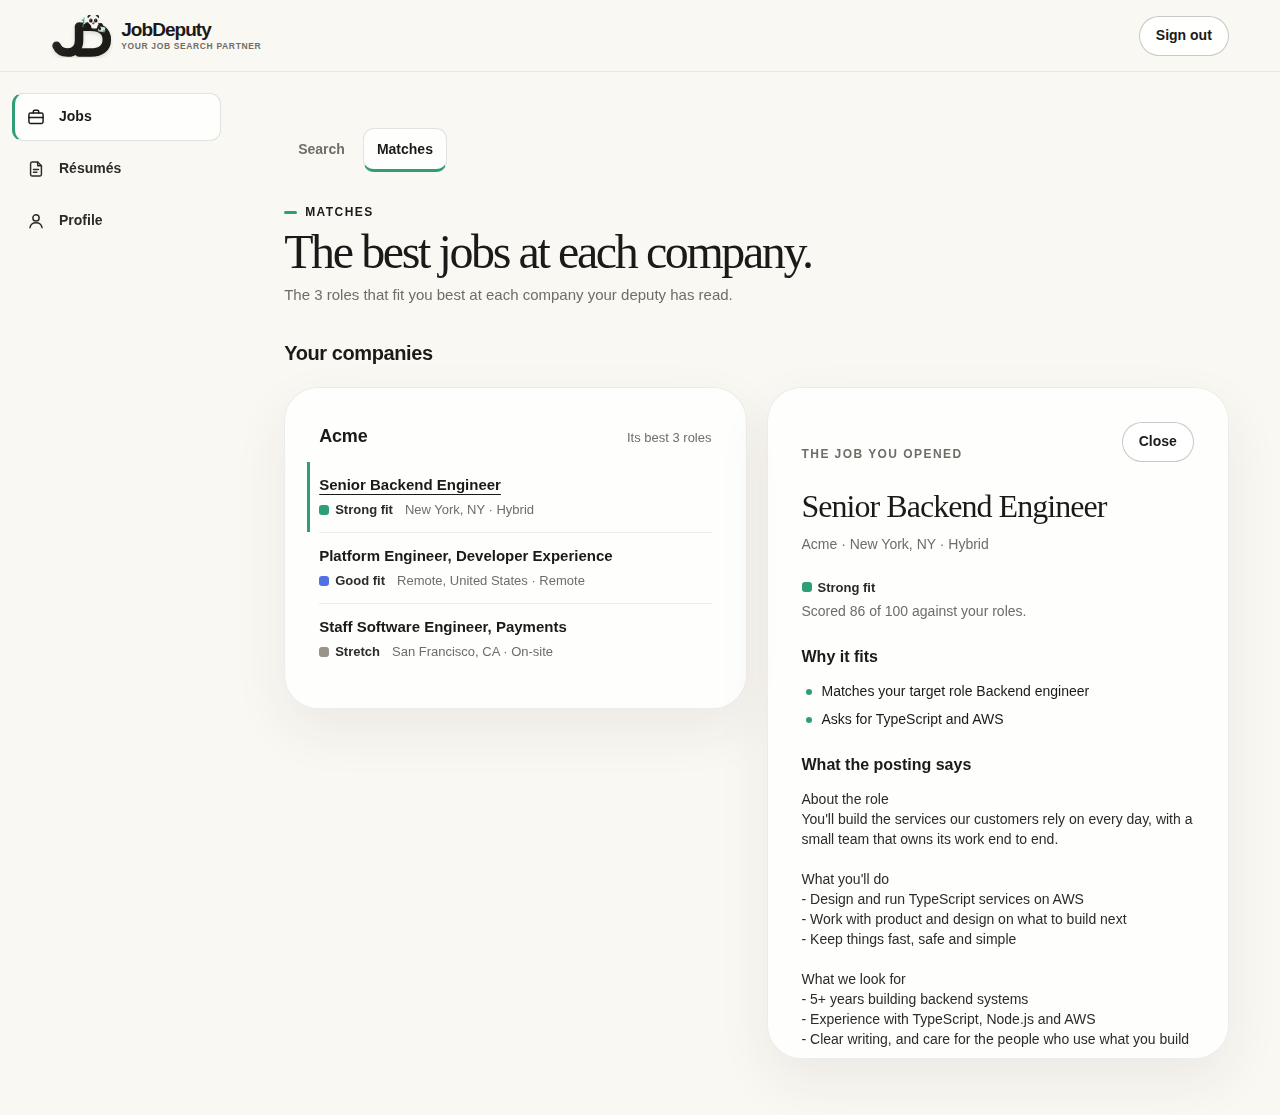 JobDeputy
YOUR JOB SEARCH PARTNER
Sign out
Jobs
Résumés
Profile
Search
Matches
MATCHES
The best jobs at each company.
The 3 roles that fit you best at each company your deputy has read.
Your companies
Acme
Its best 3 roles
Senior Backend Engineer
Strong fit
New York, NY · Hybrid
Platform Engineer, Developer Experience
Good fit
Remote, United States · Remote
Staff Software Engineer, Payments
Stretch
San Francisco, CA · On-site
THE JOB YOU OPENED
Close
Senior Backend Engineer
Acme · New York, NY · Hybrid
Strong fit
Scored 86 of 100 against your roles.
Why it fits
Matches your target role Backend engineer
Asks for TypeScript and AWS
What the posting says
About the role
You'll build the services our customers rely on every day, with a
small team that owns its work end to end.
What you'll do
- Design and run TypeScript services on AWS
- Work with product and design on what to build next
- Keep things fast, safe and simple
What we look for
- 5+ years building backend systems
- Experience with TypeScript, Node.js and AWS
- Clear writing, and care for the people who use what you build